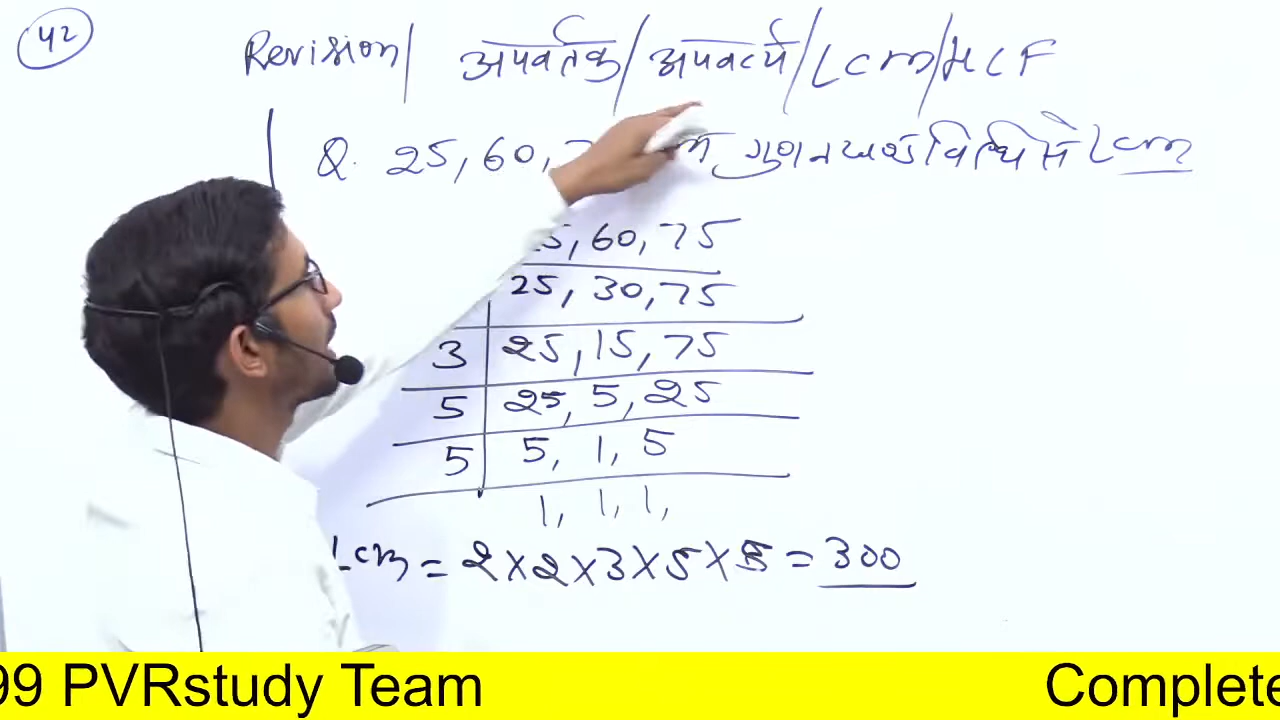 42
Revision / अपवर्तक / अपवर्त्य / LCM / HCF
Q. 25, 60, गुणनखण्ड विधि से LCM
60, 75
25, 30, 75
3 25, 15, 75
5 25, 5, 25
5 5, 1, 5
1, 1, 1,
LCM = 2×2×3×5×5 = 300
99 PVRstudy Team
Complete